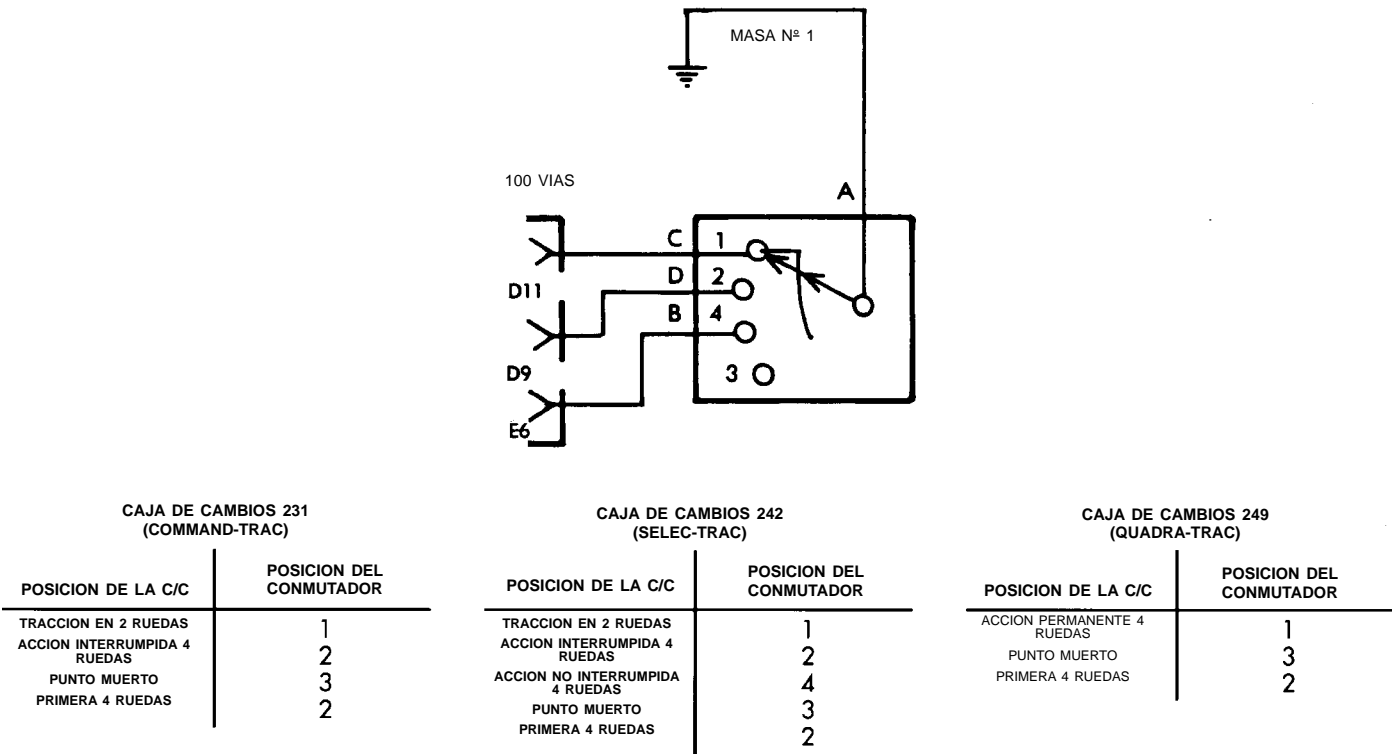 MASA Nº 1
100 VIAS
A
C 1
D 2
D11
B 4
D9
3
E6
CAJA DE CAMBIOS 231
(COMMAND-TRAC)
POSICION DE LA C/C
POSICION DEL
CONMUTADOR
TRACCION EN 2 RUEDAS 1
ACCION INTERRUMPIDA 4
RUEDAS 2
PUNTO MUERTO 3
PRIMERA 4 RUEDAS 2
CAJA DE CAMBIOS 242
(SELEC-TRAC)
POSICION DE LA C/C
POSICION DEL
CONMUTADOR
TRACCION EN 2 RUEDAS 1
ACCION INTERRUMPIDA 4
RUEDAS 2
ACCION NO INTERRUMPIDA
4 RUEDAS 4
PUNTO MUERTO 3
PRIMERA 4 RUEDAS 2
CAJA DE CAMBIOS 249
(QUADRA-TRAC)
POSICION DE LA C/C
POSICION DEL
CONMUTADOR
ACCION PERMANENTE 4
RUEDAS 1
PUNTO MUERTO 3
PRIMERA 4 RUEDAS 2